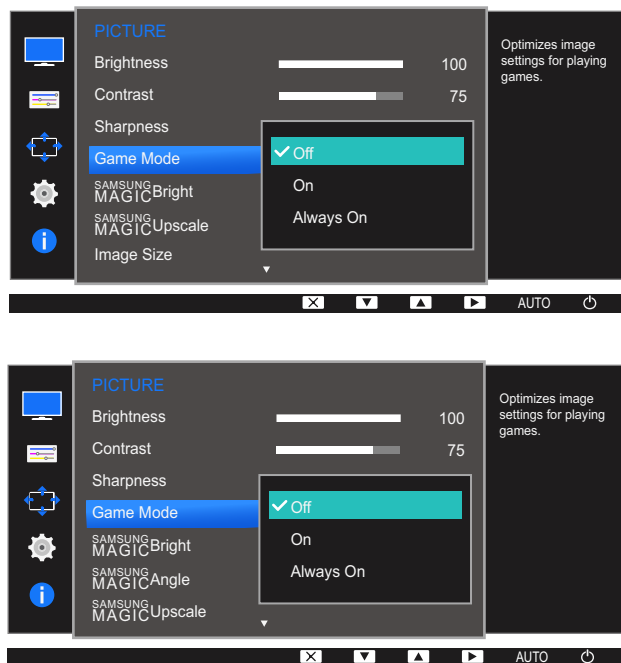 PICTURE
Brightness 100
Contrast 75
Sharpness
Game Mode
Off
SAMSUNG
MAGICBright
On
SAMSUNG
MAGICUpscale
Always On
Image Size
Optimizes image
settings for playing
games.
AUTO
PICTURE
Brightness 100
Contrast 75
Sharpness
Game Mode
Off
SAMSUNG
MAGICBright
On
SAMSUNG
MAGICAngle
Always On
SAMSUNG
MAGICUpscale
Optimizes image
settings for playing
games.
AUTO